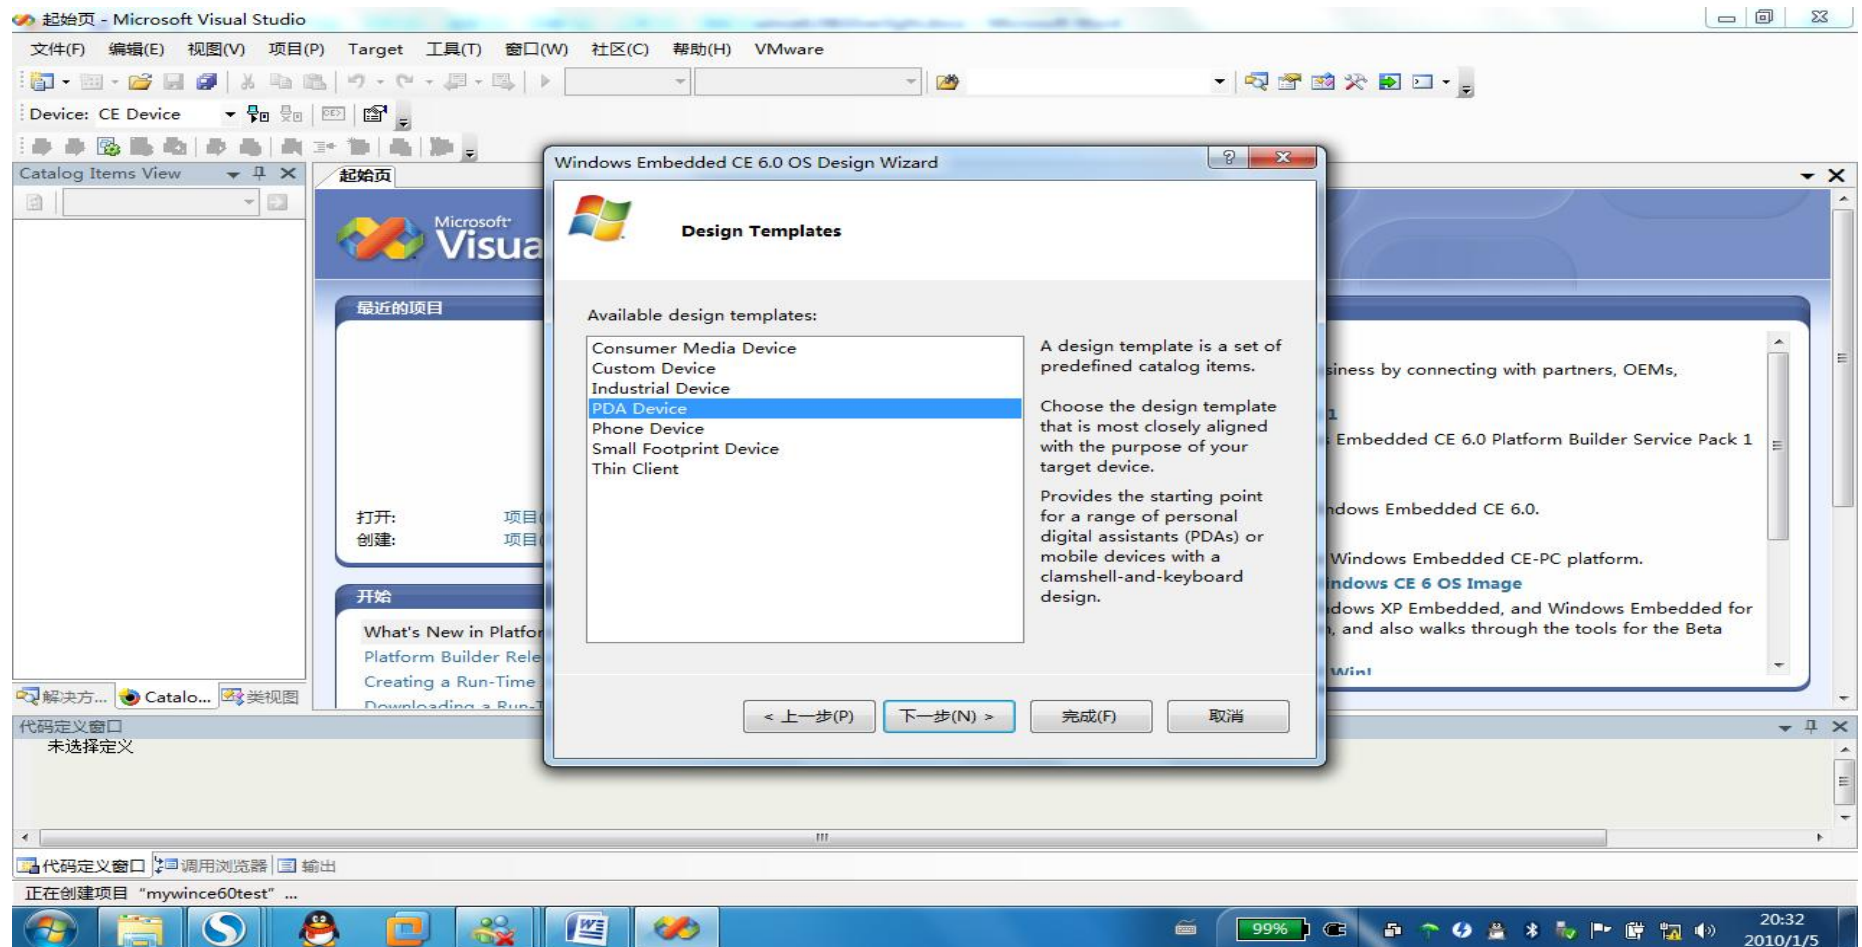 起始页 - Microsoft Visual Studio
文件(F) 编辑(E) 视图(V) 项目(P) Target 工具(T) 窗口(W) 社区(C) 帮助(H) VMware
Device: CE Device
Catalog Items View
起始页
Microsoft
Visua
最近的项目
打开: 项目(
创建: 项目(
开始
What's New in Platfor
Platform Builder Rele
Creating a Run-Time
Downloading a Run-T
Windows Embedded CE 6.0 OS Design Wizard
Design Templates
Available design templates:
Consumer Media Device
Custom Device
Industrial Device
PDA Device
Phone Device
Small Footprint Device
Thin Client
A design template is a set of
predefined catalog items.
Choose the design template
that is most closely aligned
with the purpose of your
target device.
Provides the starting point
for a range of personal
digital assistants (PDAs) or
mobile devices with a
clamshell-and-keyboard
design.
< 上一步(P) 下一步(N) > 完成(F) 取消
siness by connecting with partners, OEMs,
1
Embedded CE 6.0 Platform Builder Service Pack 1
ndows Embedded CE 6.0.
Windows Embedded CE-PC platform.
indows CE 6 OS Image
dows XP Embedded, and Windows Embedded for
, and also walks through the tools for the Beta
Win!
解决方... Catalo... 类视图
代码定义窗口
未选择定义
代码定义窗口 调用浏览器 输出
正在创建项目 “mywince60test” ...
99%
20:32
2010/1/5